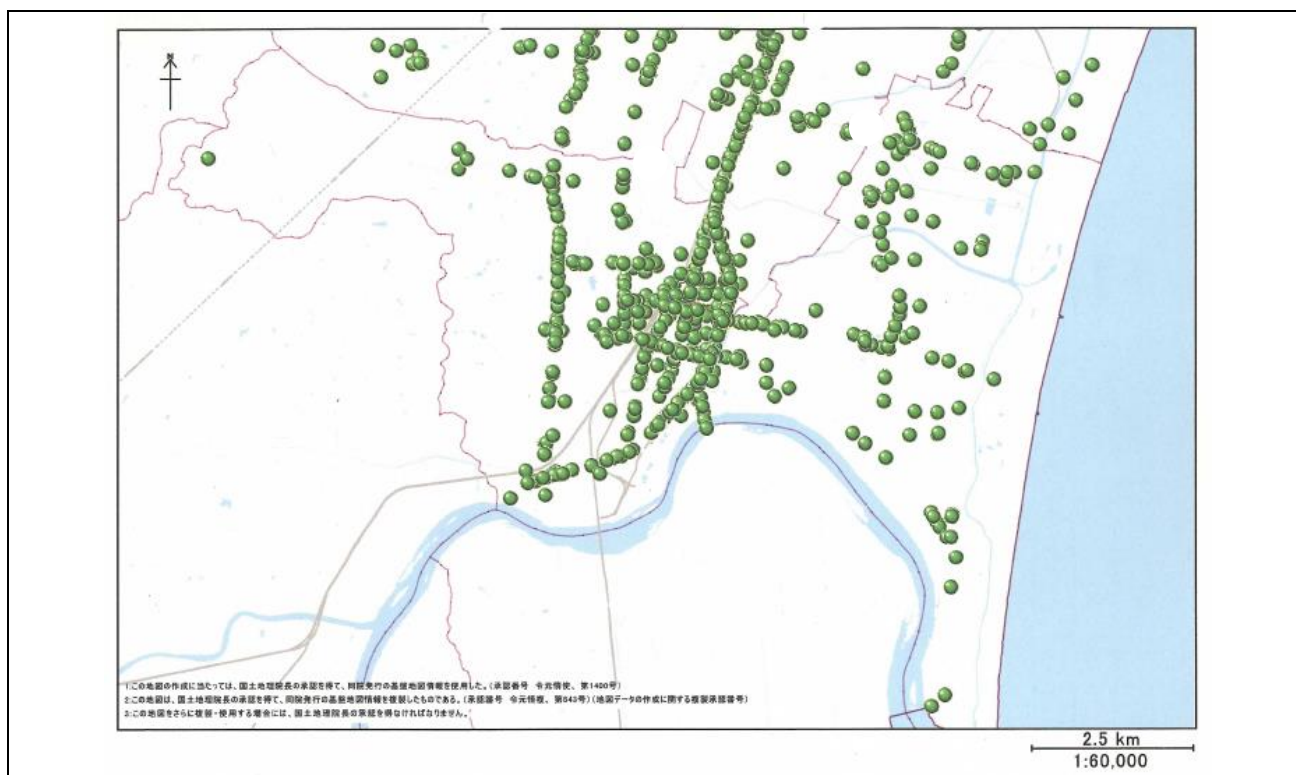 N
1:この地図の作成に当たっては、国土地理院長の承認を得て、同院発行の基盤地図情報を使用した。(承認番号 令元情使、第1400号)
2:この地図は、国土地理院長の承認を得て、同院発行の基盤地図情報を複製したものである。(承認番号 令元情複、第643号)(地図データの作成に関する複製承認番号)
3:この地図をさらに複製・使用する場合には、国土地理院長の承認を得なければなりません。
2.5 km
1:60,000